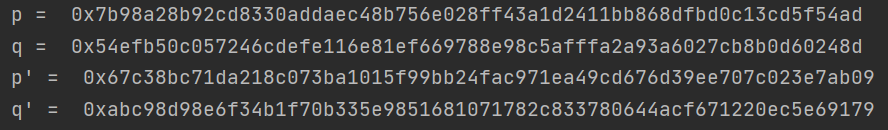 p =  0x7b98a28b92cd8330addaec48b756e028ff43a1d2411bb868dfbd0c13cd5f54ad
q =  0x54efb50c057246cdefe116e81ef669788e98c5afffa2a93a6027cb8b0d60248d
p' =  0x67c38bc71da218c073ba1015f99bb24fac971ea49cd676d39ee707c023e7ab09
q' =  0xabc98d98e6f34b1f70b335e9851681071782c833780644acf671220ec5e69179